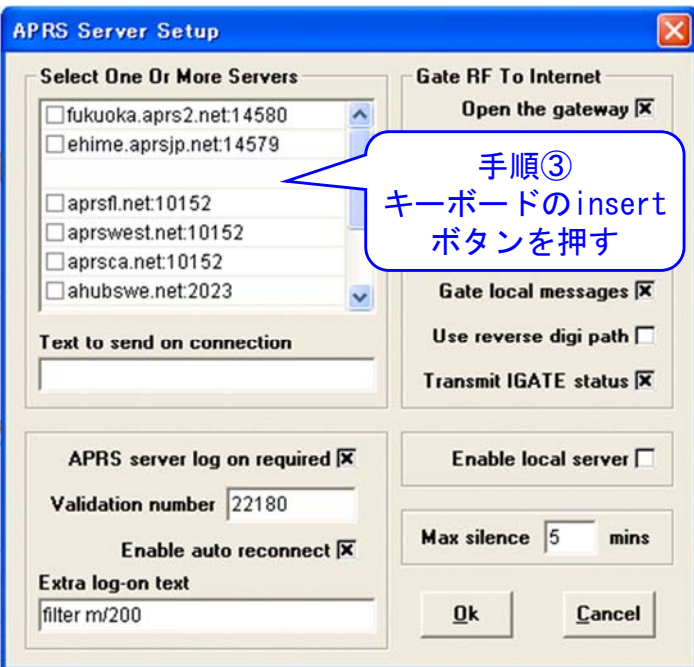 APRS Server Setup
Select One Or More Servers
fukuoka.aprs2.net:14580
ehime.aprsjp.net:14579
aprsfl.net:10152
aprswest.net:10152
aprsca.net:10152
ahubswe.net:2023
Text to send on connection
Gate RF To Internet
Open the gateway
手順③
キーボードのinsert
ボタンを押す
Gate local messages
Use reverse digi path
Transmit IGATE status
APRS server log on required
Validation number 22180
Enable auto reconnect
Extra log-on text
filter m/200
Enable local server
Max silence 5 mins
Ok Cancel